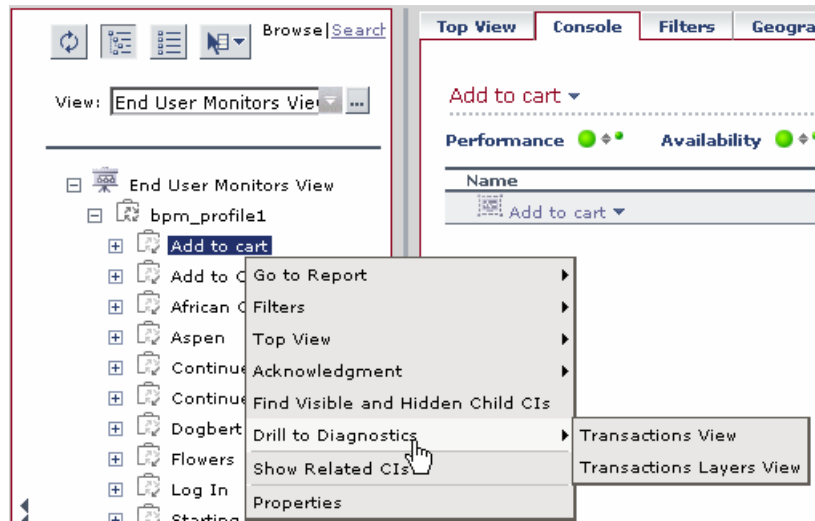 Browse|Search
View: End User Monitors Vie
...
End User Monitors View
bpm_profile1
Add to cart
Add to C
African C
Aspen
Continue
Continue
Dogbert
Flowers
Log In
Starting
Go to Report
Filters
Top View
Acknowledgment
Find Visible and Hidden Child CIs
Drill to Diagnostics
Show Related CIs
Properties
Transactions View
Transactions Layers View
Top View Console Filters Geogra
Add to cart
Performance Availability
Name
Add to cart